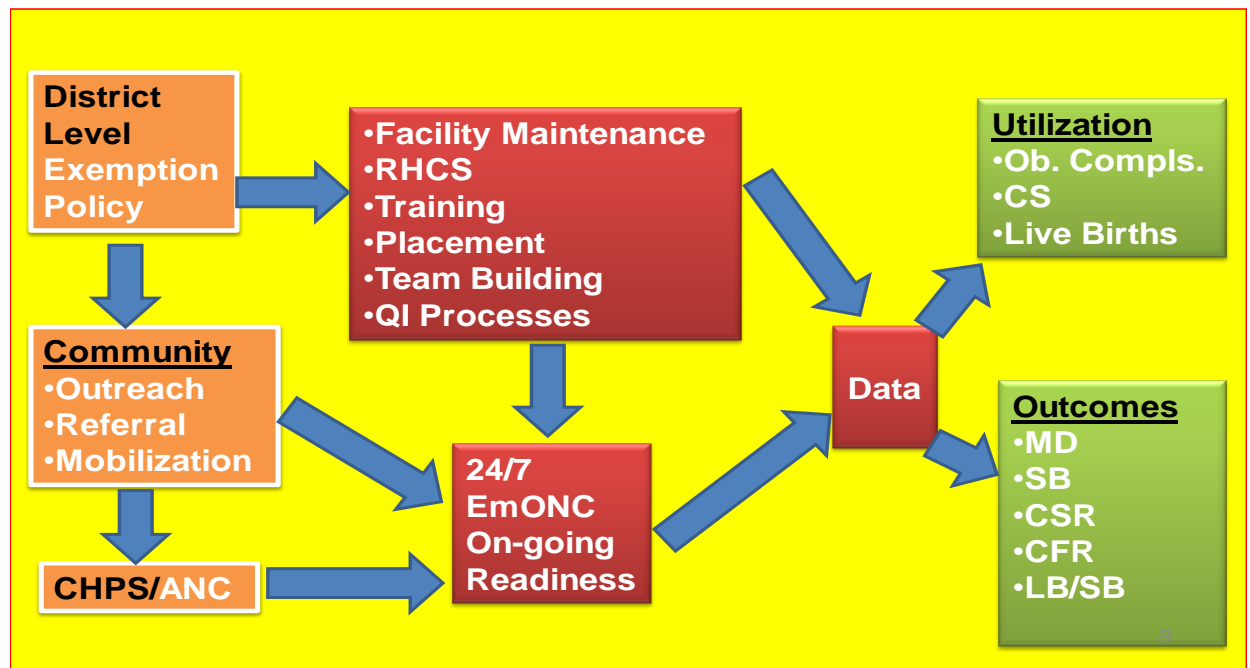 District
Level
Exemption
Policy
•Facility Maintenance
•RHCS
•Training
•Placement
•Team Building
•QI Processes
Utilization
•Ob. Compls.
•CS
•Live Births
Community
•Outreach
•Referral
•Mobilization
Data
CHPS/ANC
24/7
EmONC
On-going
Readiness
Outcomes
•MD
•SB
•CSR
•CFR
•LB/SB